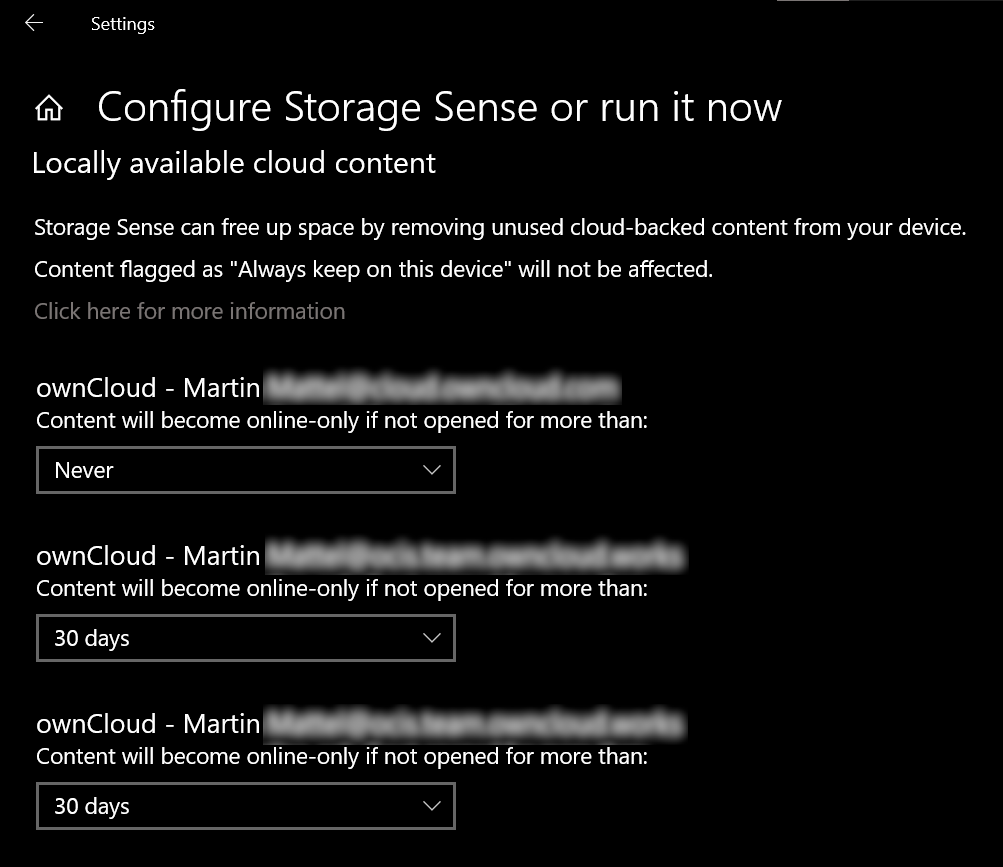 Settings
Configure Storage Sense or run it now
Locally available cloud content
Storage Sense can free up space by removing unused cloud-backed content from your device.
Content flagged as "Always keep on this device" will not be affected.
Click here for more information
ownCloud - Martin
Content will become online-only if not opened for more than:
Never
ownCloud - Martin
Content will become online-only if not opened for more than:
30 days
ownCloud - Martin
Content will become online-only if not opened for more than:
30 days